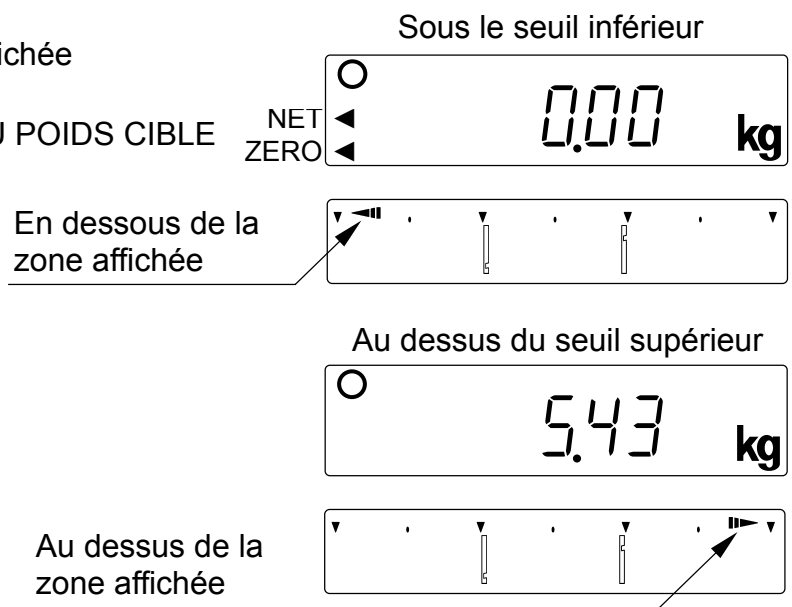 Sous le seuil inférieur
ichée
NET
POIDS CIBLE
ZERO
0.00 kg
En dessous de la
zone affichée
Au dessus du seuil supérieur
5.43 kg
Au dessus de la
zone affichée